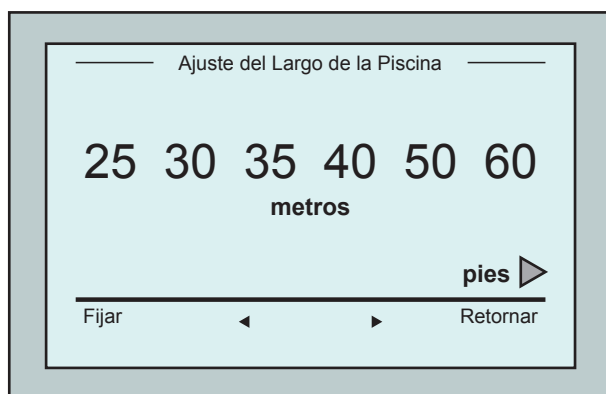 Ajuste del Largo de la Piscina
25 30 35 40 50 60
metros
pies
Fijar Retornar